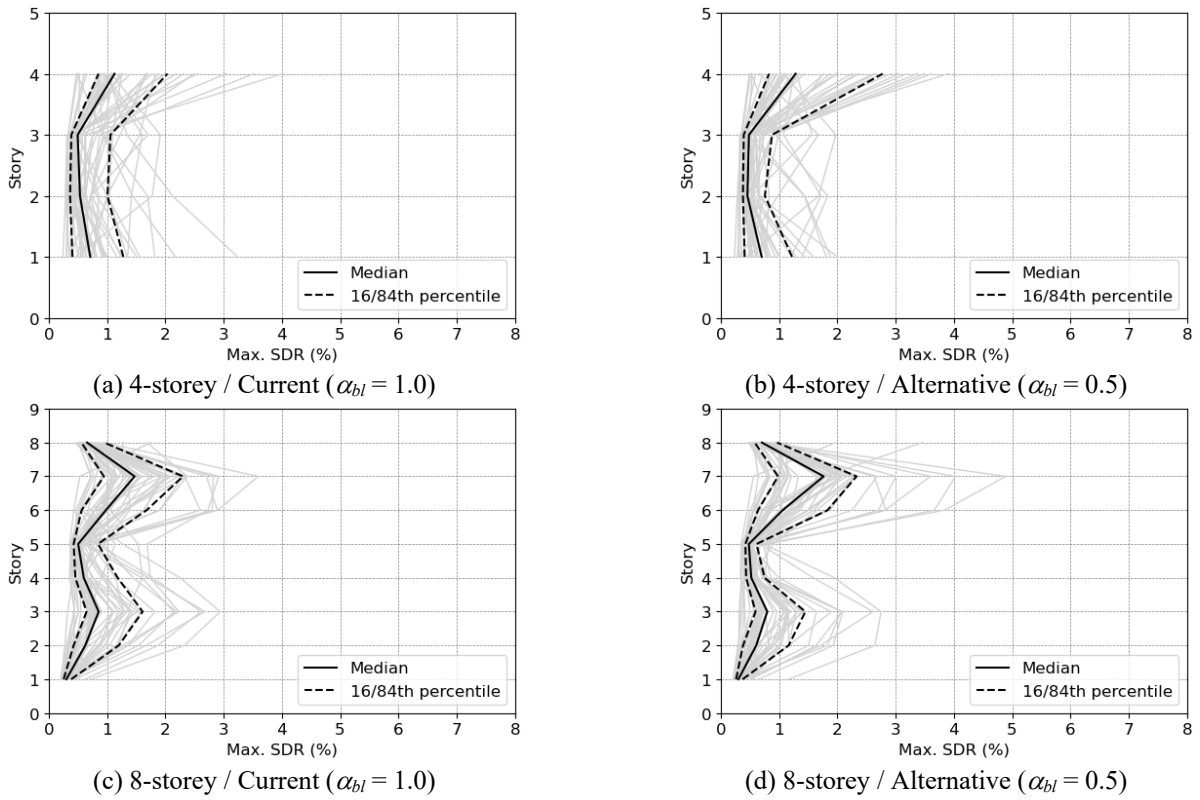 5
4
3
2
1
0
Story
0 1 2 3 4 5 6 7 8
Max. SDR (%)
Median
16/84th percentile
(a) 4-storey / Current (αbl = 1.0)
5
4
3
2
1
0
Story
0 1 2 3 4 5 6 7 8
Max. SDR (%)
Median
16/84th percentile
(b) 4-storey / Alternative (αbl = 0.5)
9
8
7
6
5
4
3
2
1
0
Story
0 1 2 3 4 5 6 7 8
Max. SDR (%)
Median
16/84th percentile
(c) 8-storey / Current (αbl = 1.0)
9
8
7
6
5
4
3
2
1
0
Story
0 1 2 3 4 5 6 7 8
Max. SDR (%)
Median
16/84th percentile
(d) 8-storey / Alternative (αbl = 0.5)